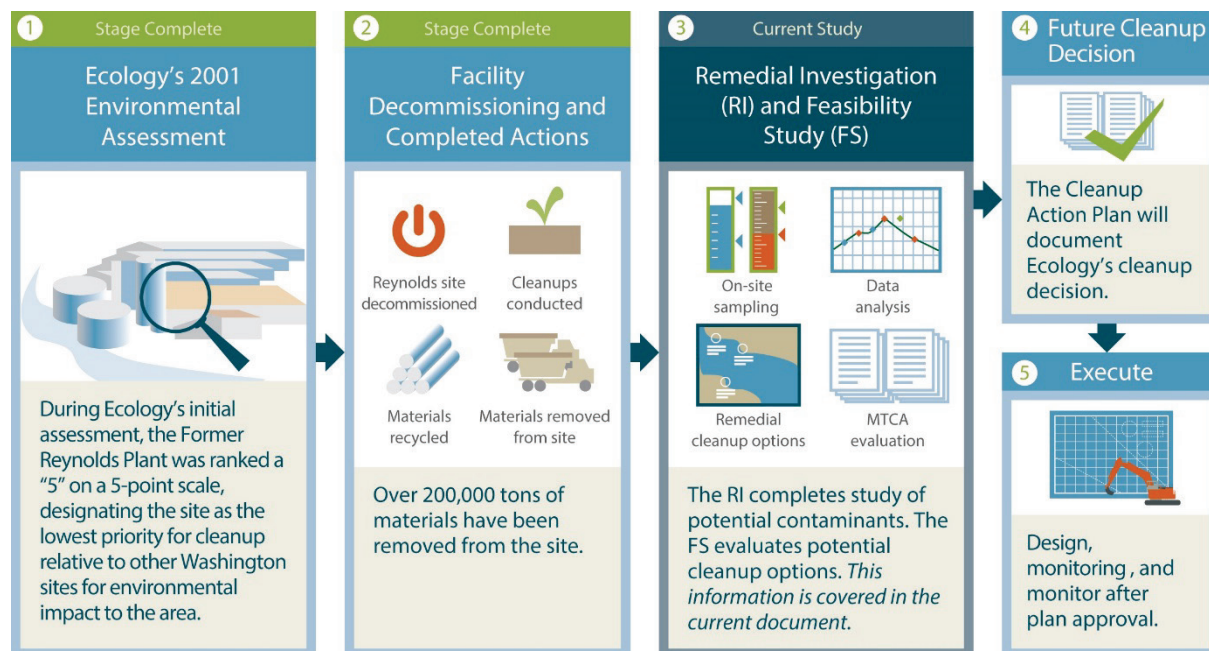 1 Stage Complete
Ecology's 2001
Environmental
Assessment
During Ecology's initial
assessment, the Former
Reynolds Plant was ranked a
“5” on a 5-point scale,
designating the site as the
lowest priority for cleanup
relative to other Washington
sites for environmental
impact to the area.
2 Stage Complete
Facility
Decommissioning and
Completed Actions
Reynolds site
decommissioned
Cleanups
conducted
Materials
recycled
Materials removed
from site
Over 200,000 tons of
materials have been
removed from the site.
3 Current Study
Remedial Investigation
(RI) and Feasibility
Study (FS)
On-site
sampling
Data
analysis
Remedial
cleanup options
MTCA
evaluation
The RI completes study of
potential contaminants. The
FS evaluates potential
cleanup options. This
information is covered in the
current document.
4 Future Cleanup
Decision
The Cleanup
Action Plan will
document
Ecology's cleanup
decision.
5 Execute
Design,
monitoring , and
monitor after
plan approval.